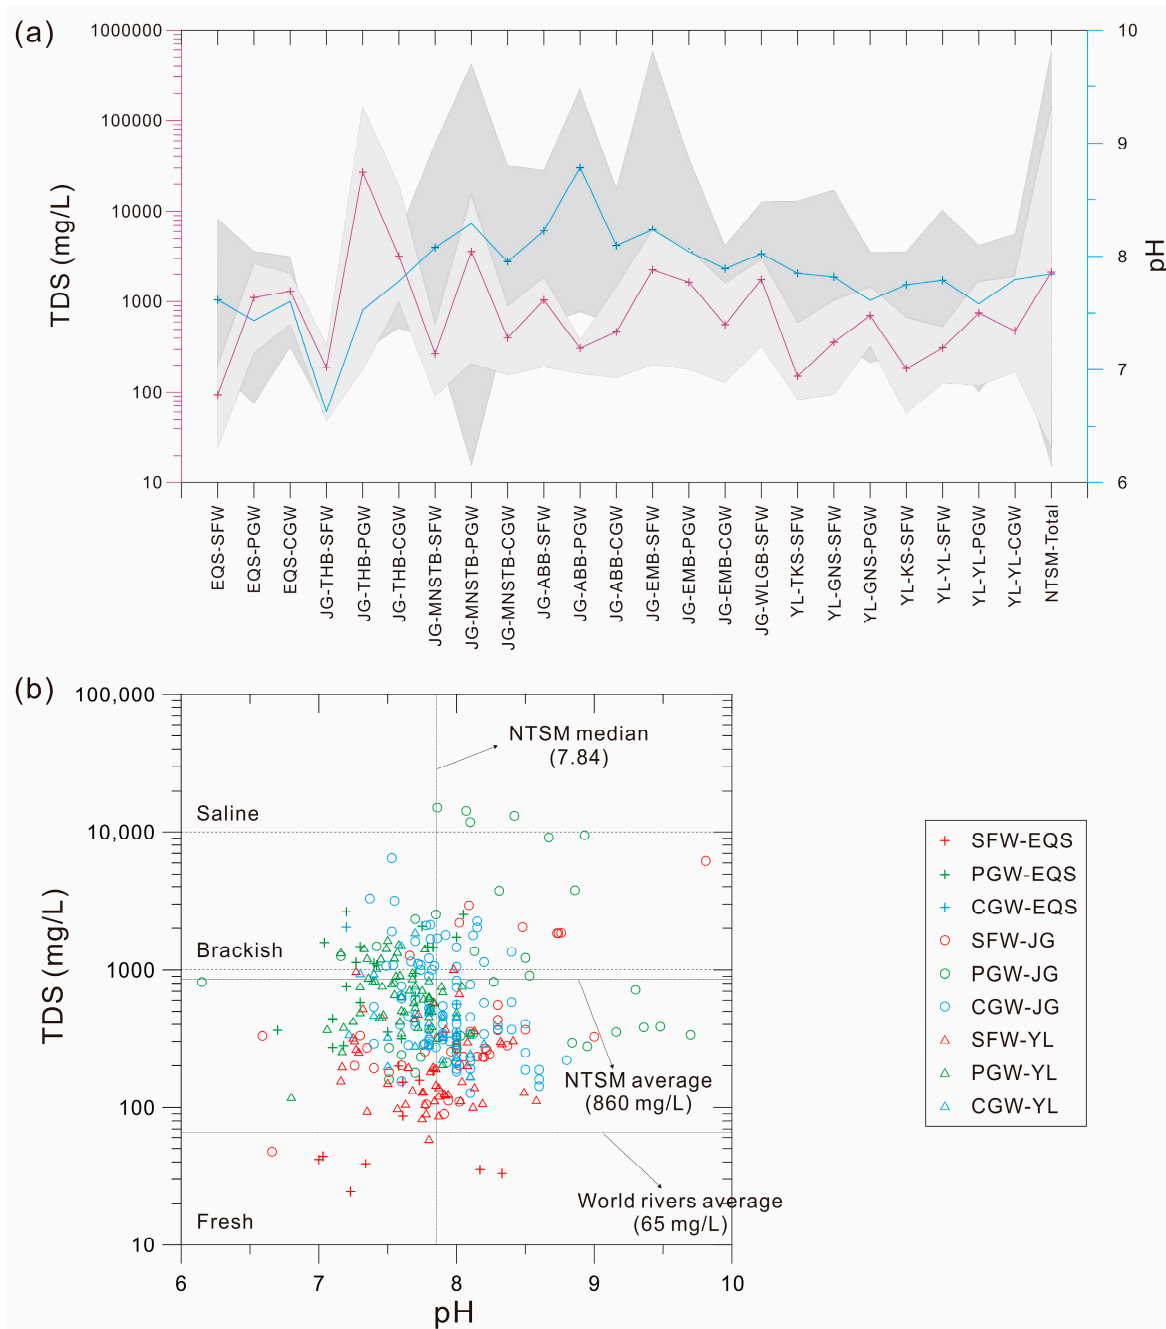 (a)
1000000
100000
10000
1000
100
10
TDS (mg/L)
10
9
8
7
6
pH
EQS-SFW
EQS-PGW
EQS-CGW
JG-THB-SFW
JG-THB-PGW
JG-THB-CGW
JG-MNSTB-SFW
JG-MNSTB-PGW
JG-MNSTB-CGW
JG-ABB-SFW
JG-ABB-PGW
JG-ABB-CGW
JG-EMB-SFW
JG-EMB-PGW
JG-EMB-CGW
JG-WLGB-SFW
YL-TKS-SFW
YL-GNS-SFW
YL-GNS-PGW
YL-KS-SFW
YL-YL-SFW
YL-YL-PGW
YL-YL-CGW
NTSM-Total
(b)
100,000
10,000
1000
100
10
TDS (mg/L)
NTSM median
(7.84)
Saline
Brackish
NTSM average
(860 mg/L)
World rivers average
(65 mg/L)
Fresh
6
7
8
9
10
pH
SFW-EQS
PGW-EQS
CGW-EQS
SFW-JG
PGW-JG
CGW-JG
SFW-YL
PGW-YL
CGW-YL